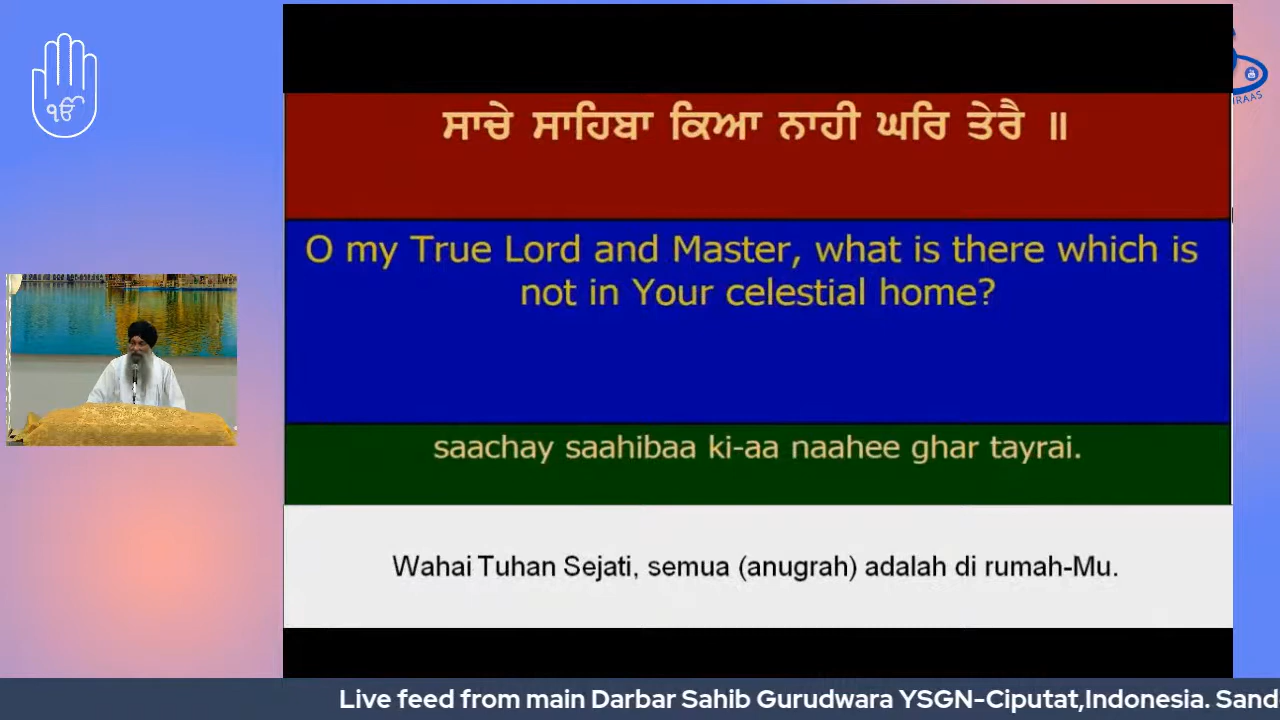 ੴ
ਸਾਚੇ ਸਾਹਿਬਾ ਕਿਆ ਨਾਹੀ ਘਰਿ ਤੇਰੈ ॥
O my True Lord and Master, what is there which is
not in Your celestial home?
saachay saahibaa ki-aa naahee ghar tayrai.
Wahai Tuhan Sejati, semua (anugrah) adalah di rumah-Mu.
Live feed from main Darbar Sahib Gurudwara YSGN-Ciputat,Indonesia. Sand